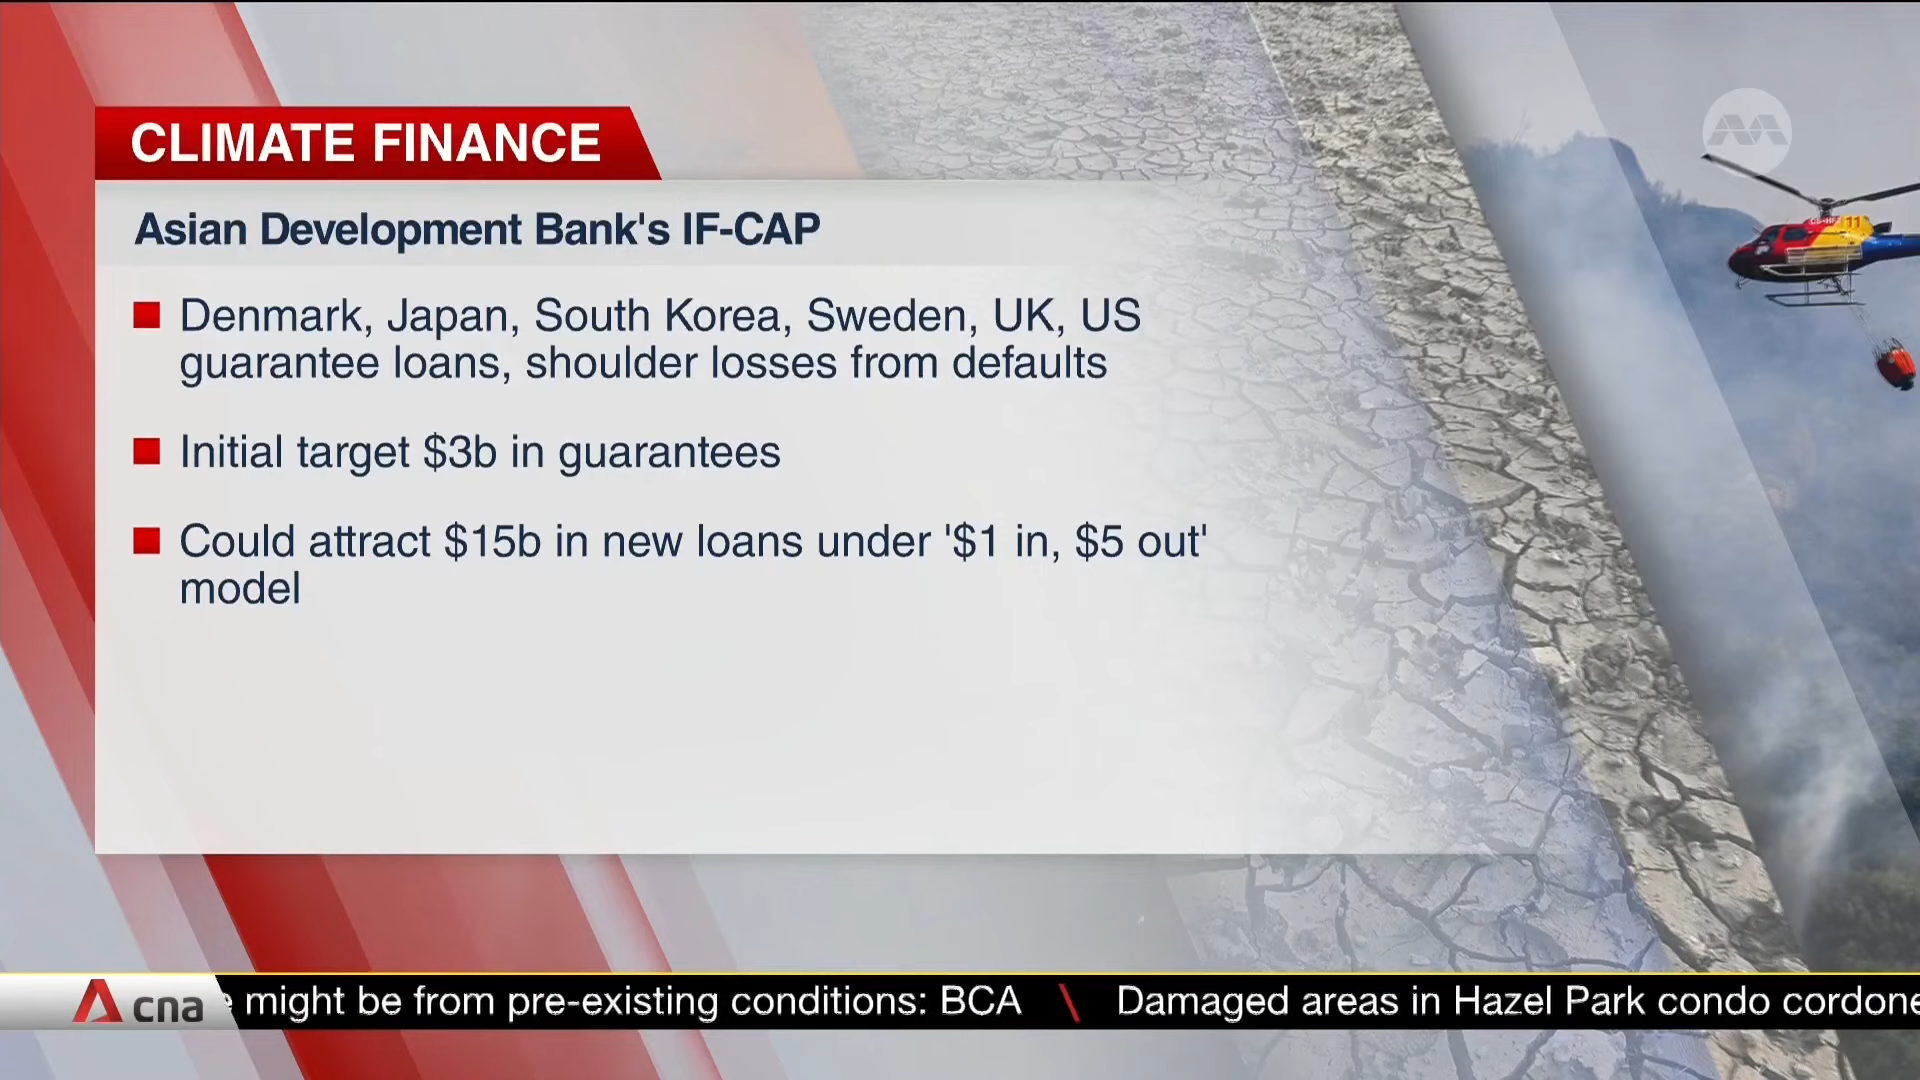 CLIMATE FINANCE
Asian Development Bank's IF-CAP
Denmark, Japan, South Korea, Sweden, UK, US
guarantee loans, shoulder losses from defaults
Initial target $3b in guarantees
Could attract $15b in new loans under '$1 in, $5 out'
model
11
cna
might be from pre-existing conditions: BCA \ Damaged areas in Hazel Park condo cordone